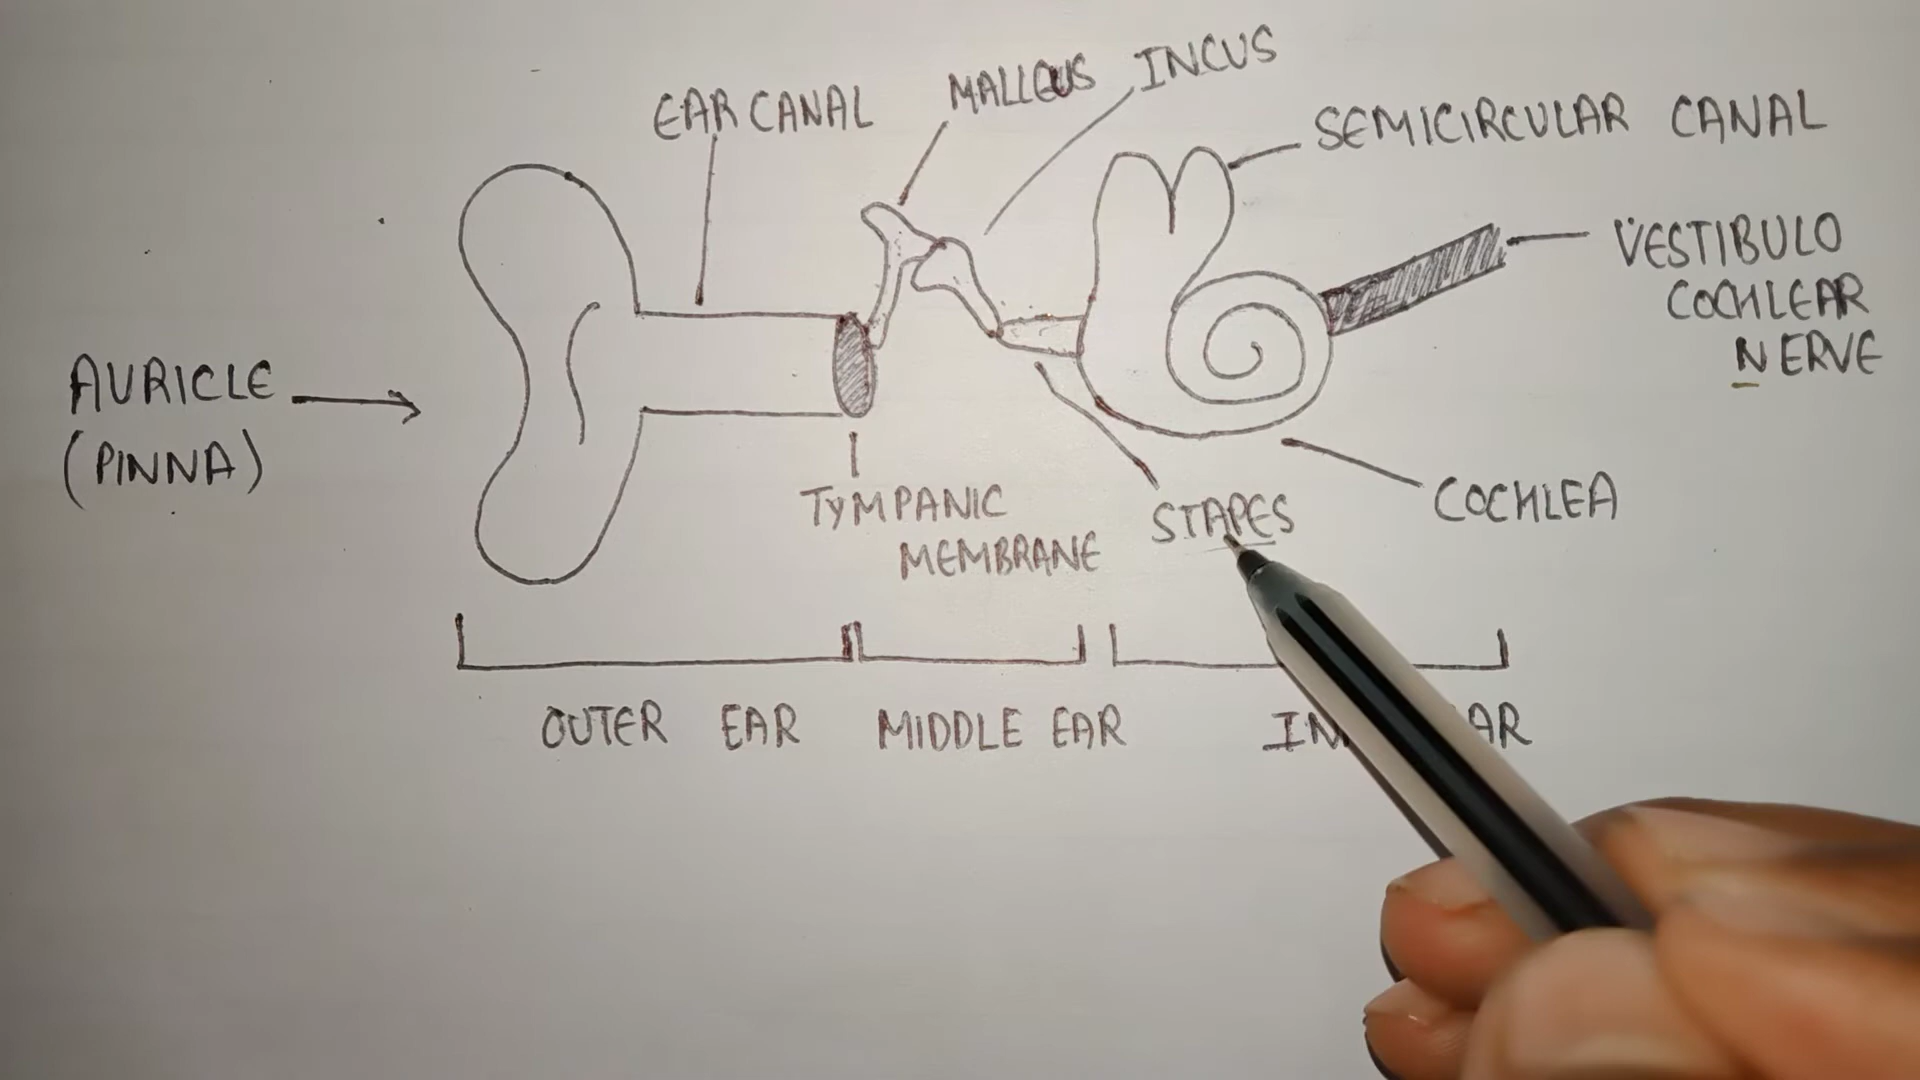 EAR CANAL
MALLEUS
INCUS
SEMICIRCULAR CANAL
VESTIBULO
COCHLEAR
NERVE
AURICLE
(PINNA)
TYMPANIC
MEMBRANE
STAPES
COCHLEA
OUTER EAR
MIDDLE EAR